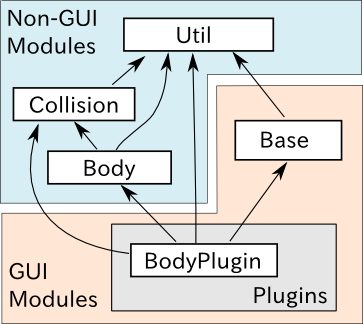 Non-GUI
Modules
Util
Collision
Base
Body
BodyPlugin
GUI
Modules
Plugins